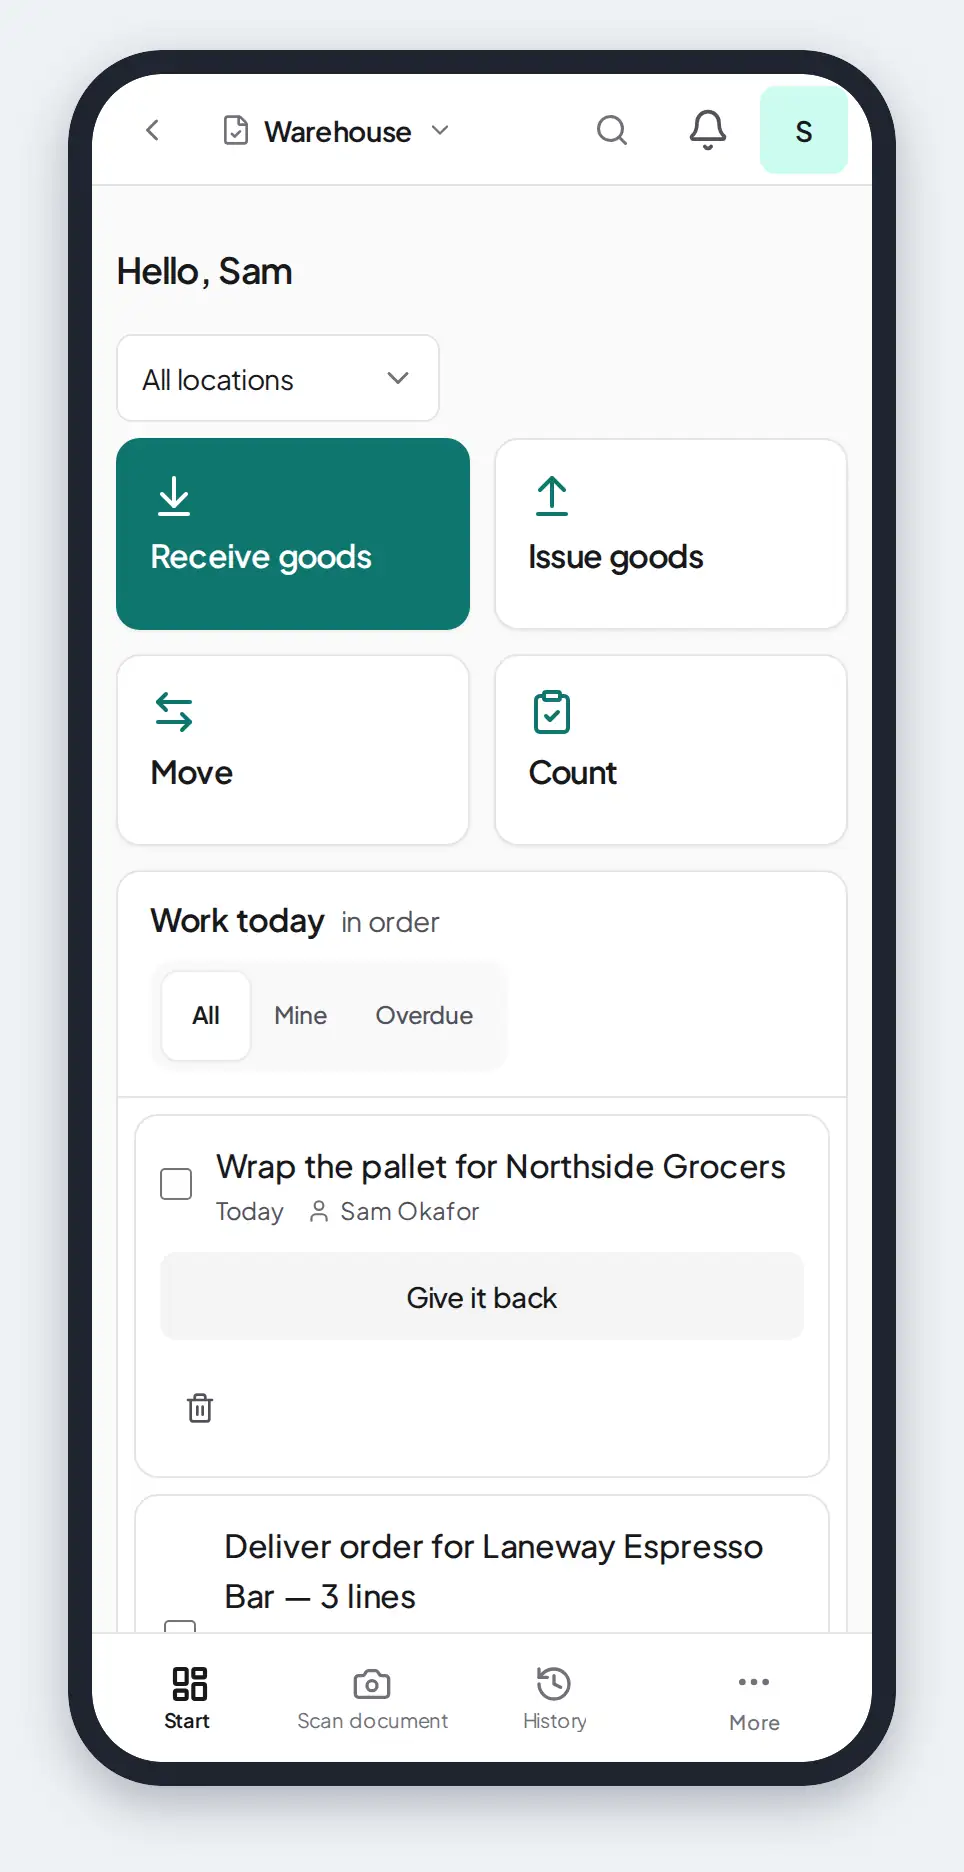 Warehouse
S
Hello, Sam
All locations
Receive goods
Issue goods
Move
Count
Work today in order
All Mine Overdue
Wrap the pallet for Northside Grocers
Today Sam Okafor
Give it back
Deliver order for Laneway Espresso
Bar — 3 lines
Start Scan document History More